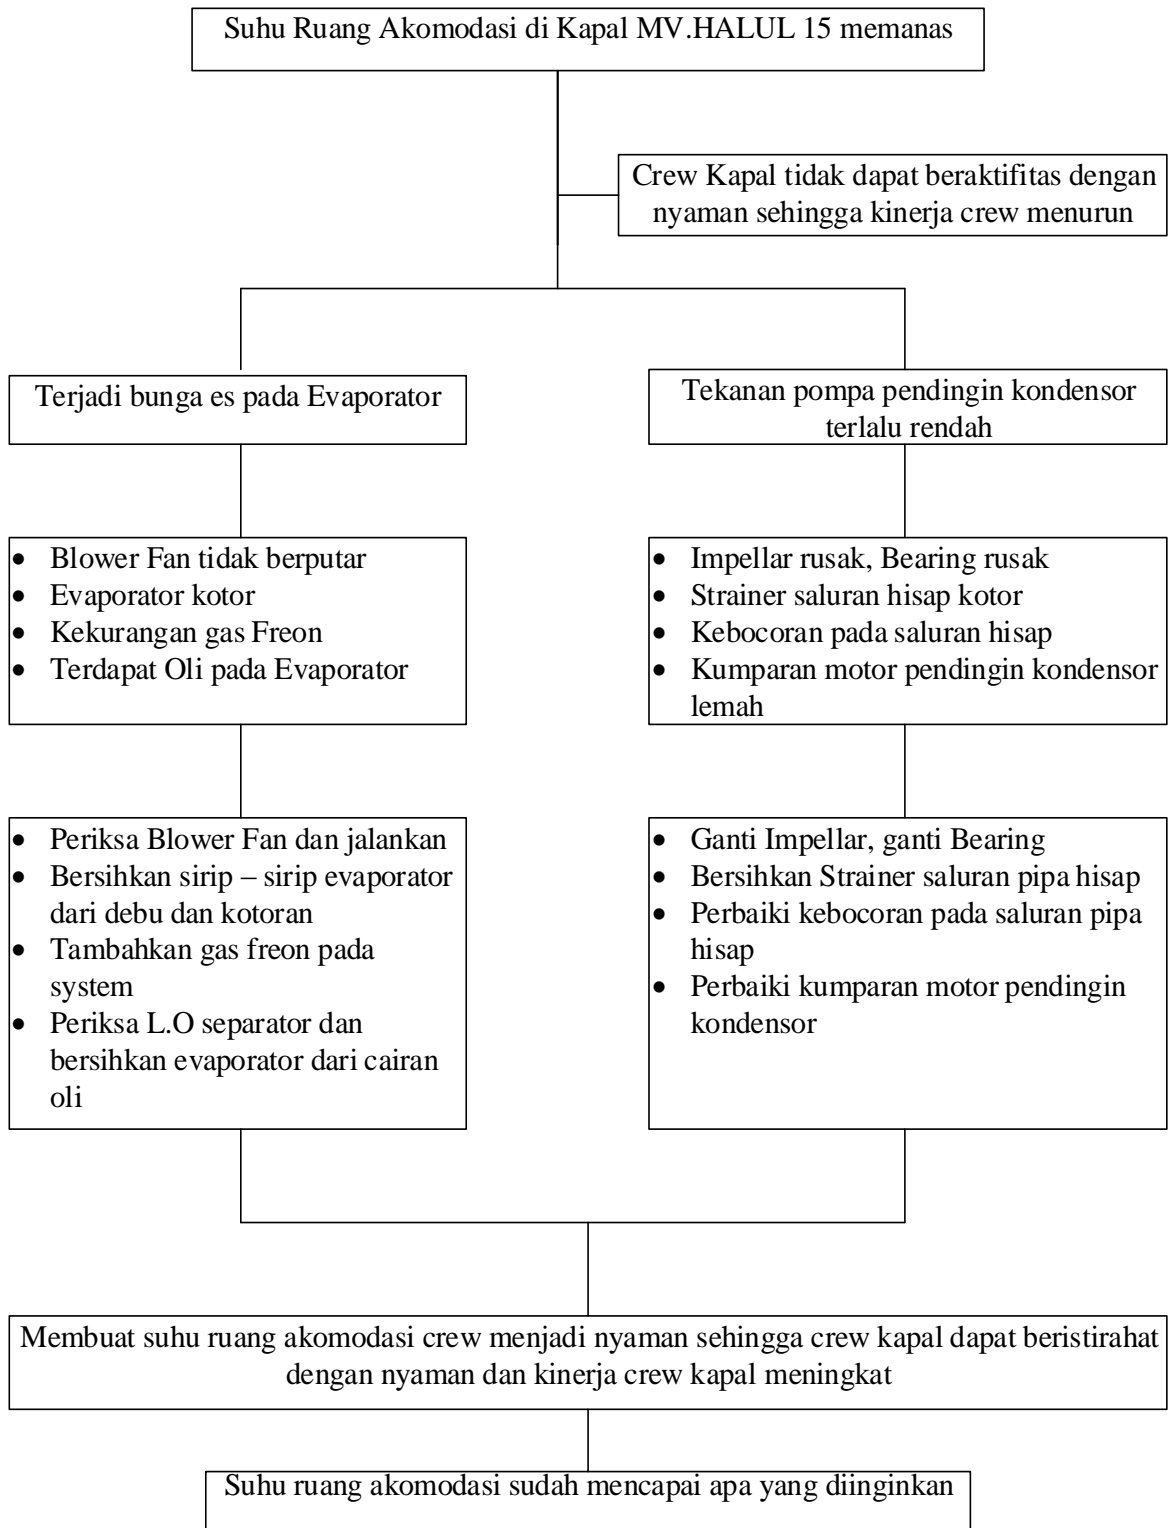 Suhu Ruang Akomodasi di Kapal MV.HALUL 15 memanas
Crew Kapal tidak dapat beraktifitas dengan
nyaman sehingga kinerja crew menurun
Terjadi bunga es pada Evaporator
Tekanan pompa pendingin kondensor
terlalu rendah
• Blower Fan tidak berputar
• Evaporator kotor
• Kekurangan gas Freon
• Terdapat Oli pada Evaporator
• Impellar rusak, Bearing rusak
• Strainer saluran hisap kotor
• Kebocoran pada saluran hisap
• Kumparan motor pendingin kondensor
lemah
• Periksa Blower Fan dan jalankan
• Bersihkan sirip – sirip evaporator
dari debu dan kotoran
• Tambahkan gas freon pada
system
• Periksa L.O separator dan
bersihkan evaporator dari cairan
oli
• Ganti Impellar, ganti Bearing
• Bersihkan Strainer saluran pipa hisap
• Perbaiki kebocoran pada saluran pipa
hisap
• Perbaiki kumparan motor pendingin
kondensor
Membuat suhu ruang akomodasi crew menjadi nyaman sehingga crew kapal dapat beristirahat
dengan nyaman dan kinerja crew kapal meningkat
Suhu ruang akomodasi sudah mencapai apa yang diinginkan